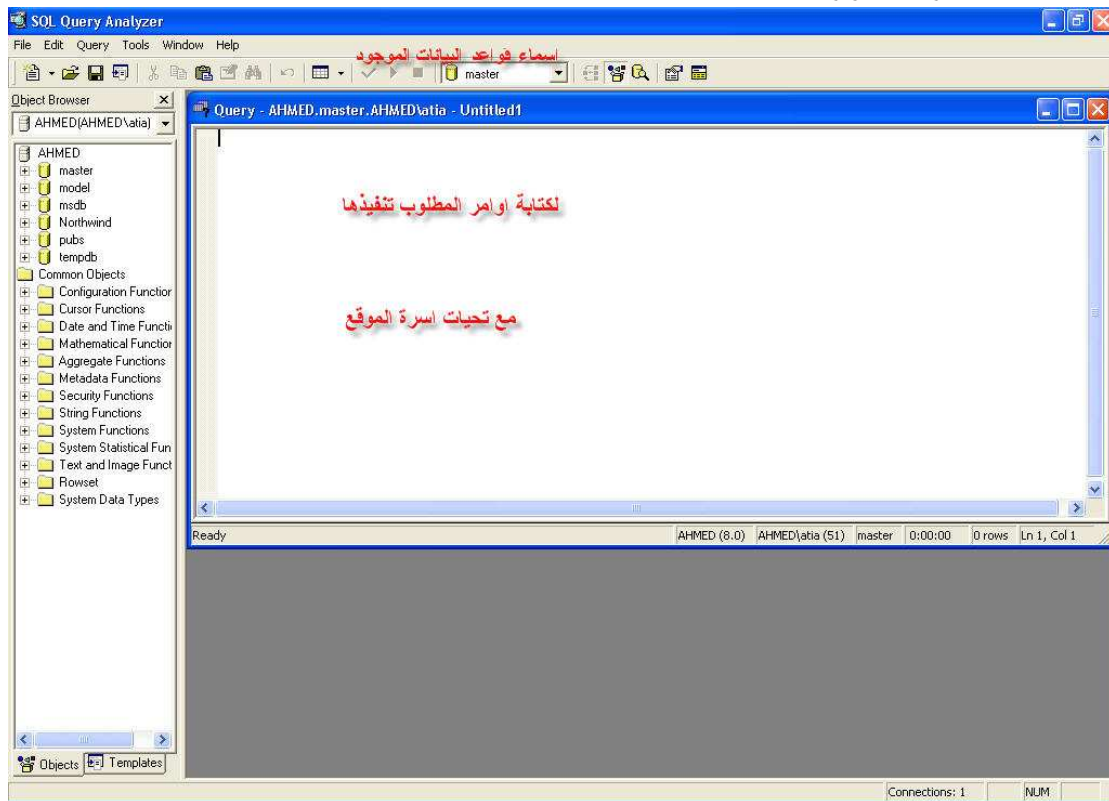 SQL Query Analyzer
File Edit Query Tools Window Help
اسماء قواعد البيانات الموجود
master
Object Browser
AHMED(AHMED\atia)
AHMED
master
model
msdb
Northwind
pubs
tempdb
Common Objects
Configuration Function
Cursor Functions
Date and Time Functi
Mathematical Function
Aggregate Functions
Metadata Functions
Security Functions
String Functions
System Functions
System Statistical Fun
Text and Image Funct
Rowset
System Data Types
Objects Templates
Query - AHMED.master.AHMED\atia - Untitled1
لكتابة اوامر المطلوب تنفيذها
مع تحيات اسرة الموقع
Ready AHMED (8.0) AHMED\atia (51) master 0:00:00 0 rows Ln 1, Col 1
Connections: 1 NUM